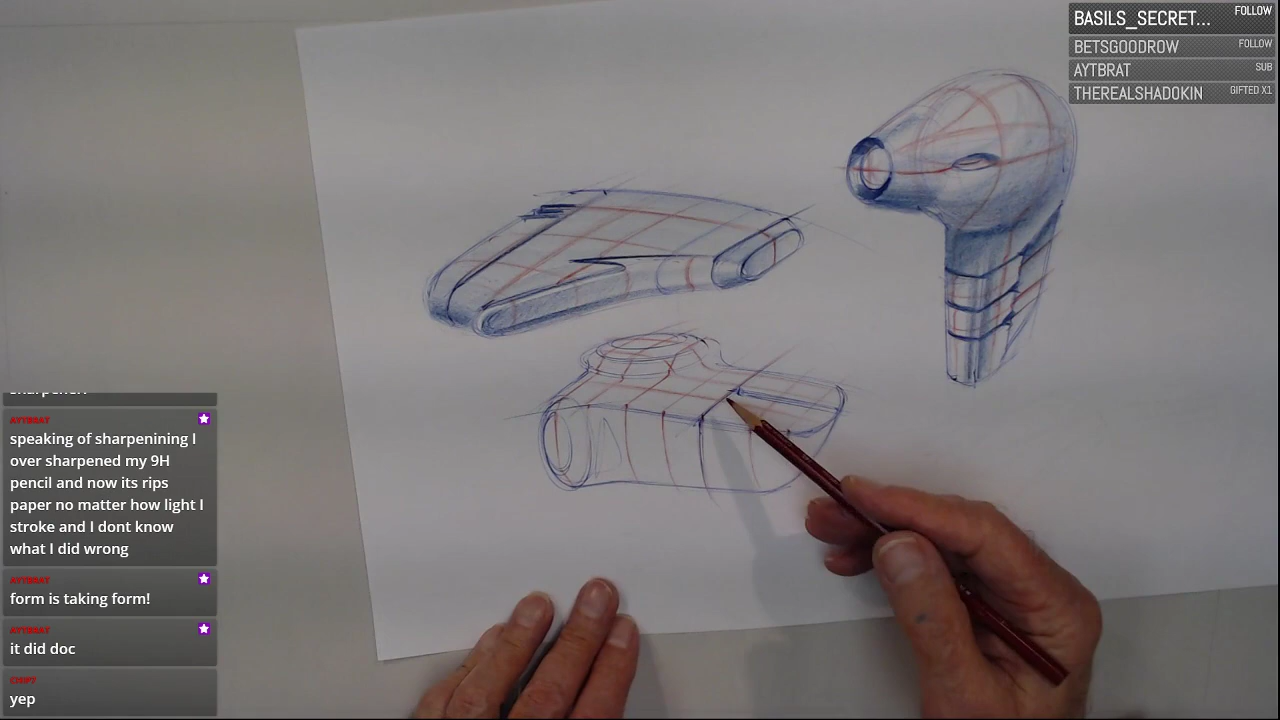 BASILS_SECRET... FOLLOW
BETSGOODROW FOLLOW
AYTBRAT SUB
THEREALSHADOKIN GIFTED X1
AYTBRAT
speaking of sharpenining I
over sharpened my 9H
pencil and now its rips
paper no matter how light I
stroke and I dont know
what I did wrong
AYTBRAT
form is taking form!
AYTBRAT
it did doc
yep